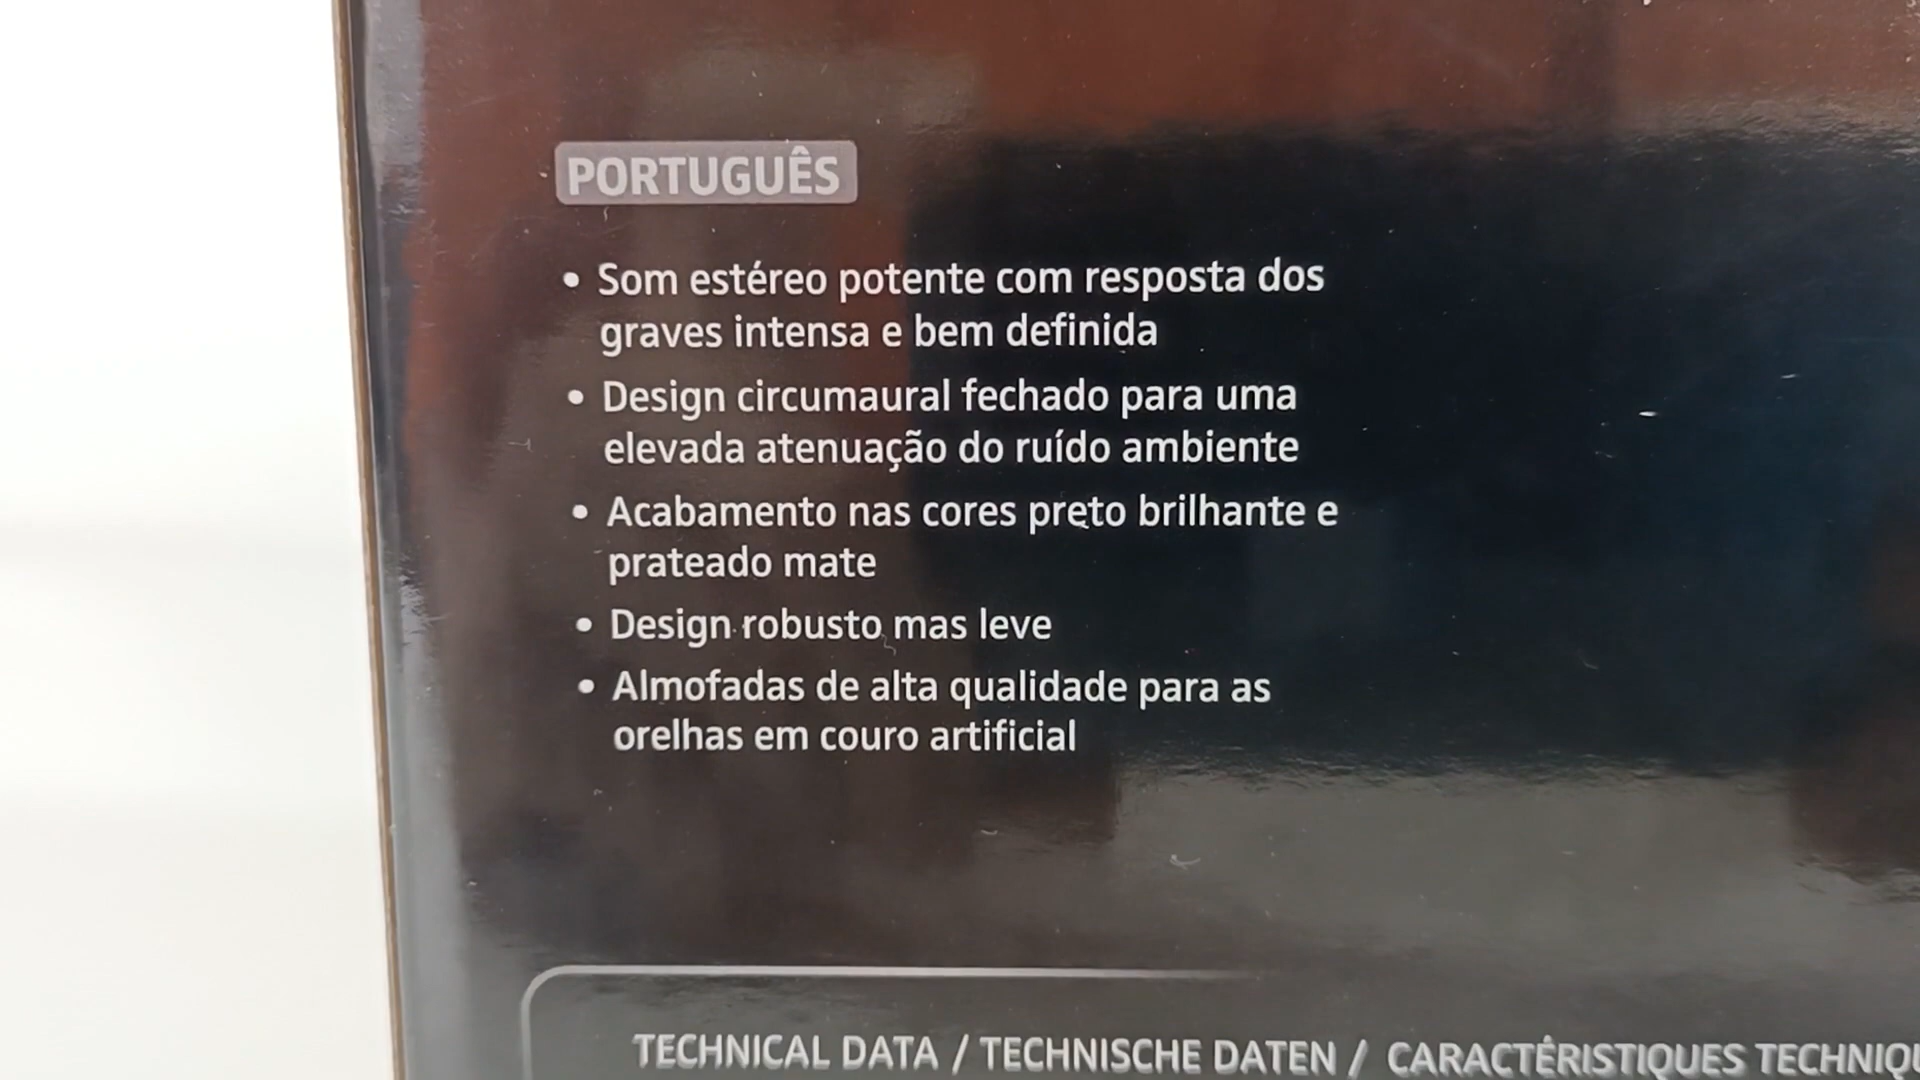 PORTUGUÊS
• Som estéreo potente com resposta dos
graves intensa e bem definida
• Design circumaural fechado para uma
elevada atenuação do ruído ambiente
• Acabamento nas cores preto brilhante e
prateado mate
• Design robusto mas leve
• Almofadas de alta qualidade para as
orelhas em couro artificial
TECHNICAL DATA / TECHNISCHE DATEN / CARACTÉRISTIQUES